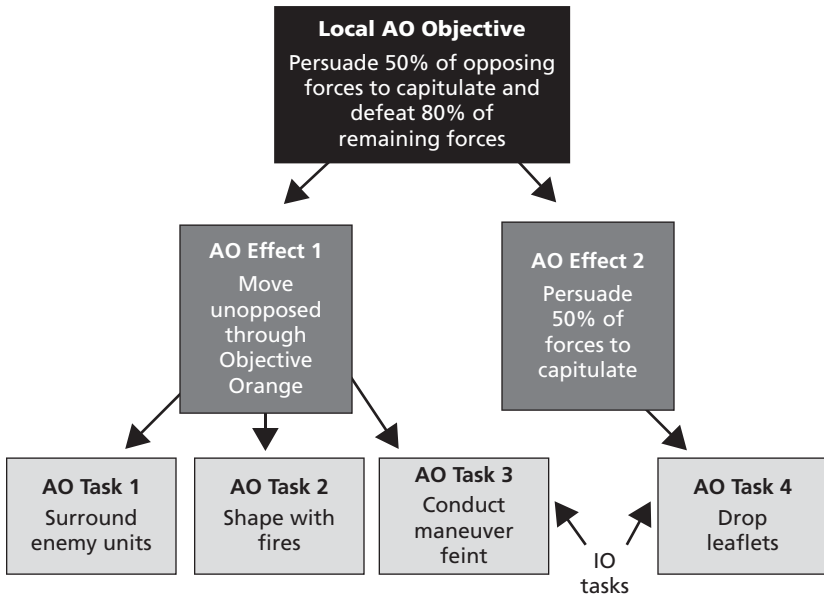 Local AO Objective
Persuade 50% of opposing
forces to capitulate and
defeat 80% of
remaining forces
AO Effect 1
Move
unopposed
through
Objective
Orange
AO Effect 2
Persuade
50% of
forces to
capitulate
AO Task 1
Surround
enemy units
AO Task 2
Shape with
fires
AO Task 3
Conduct
maneuver
feint
IO
tasks
AO Task 4
Drop
leaflets